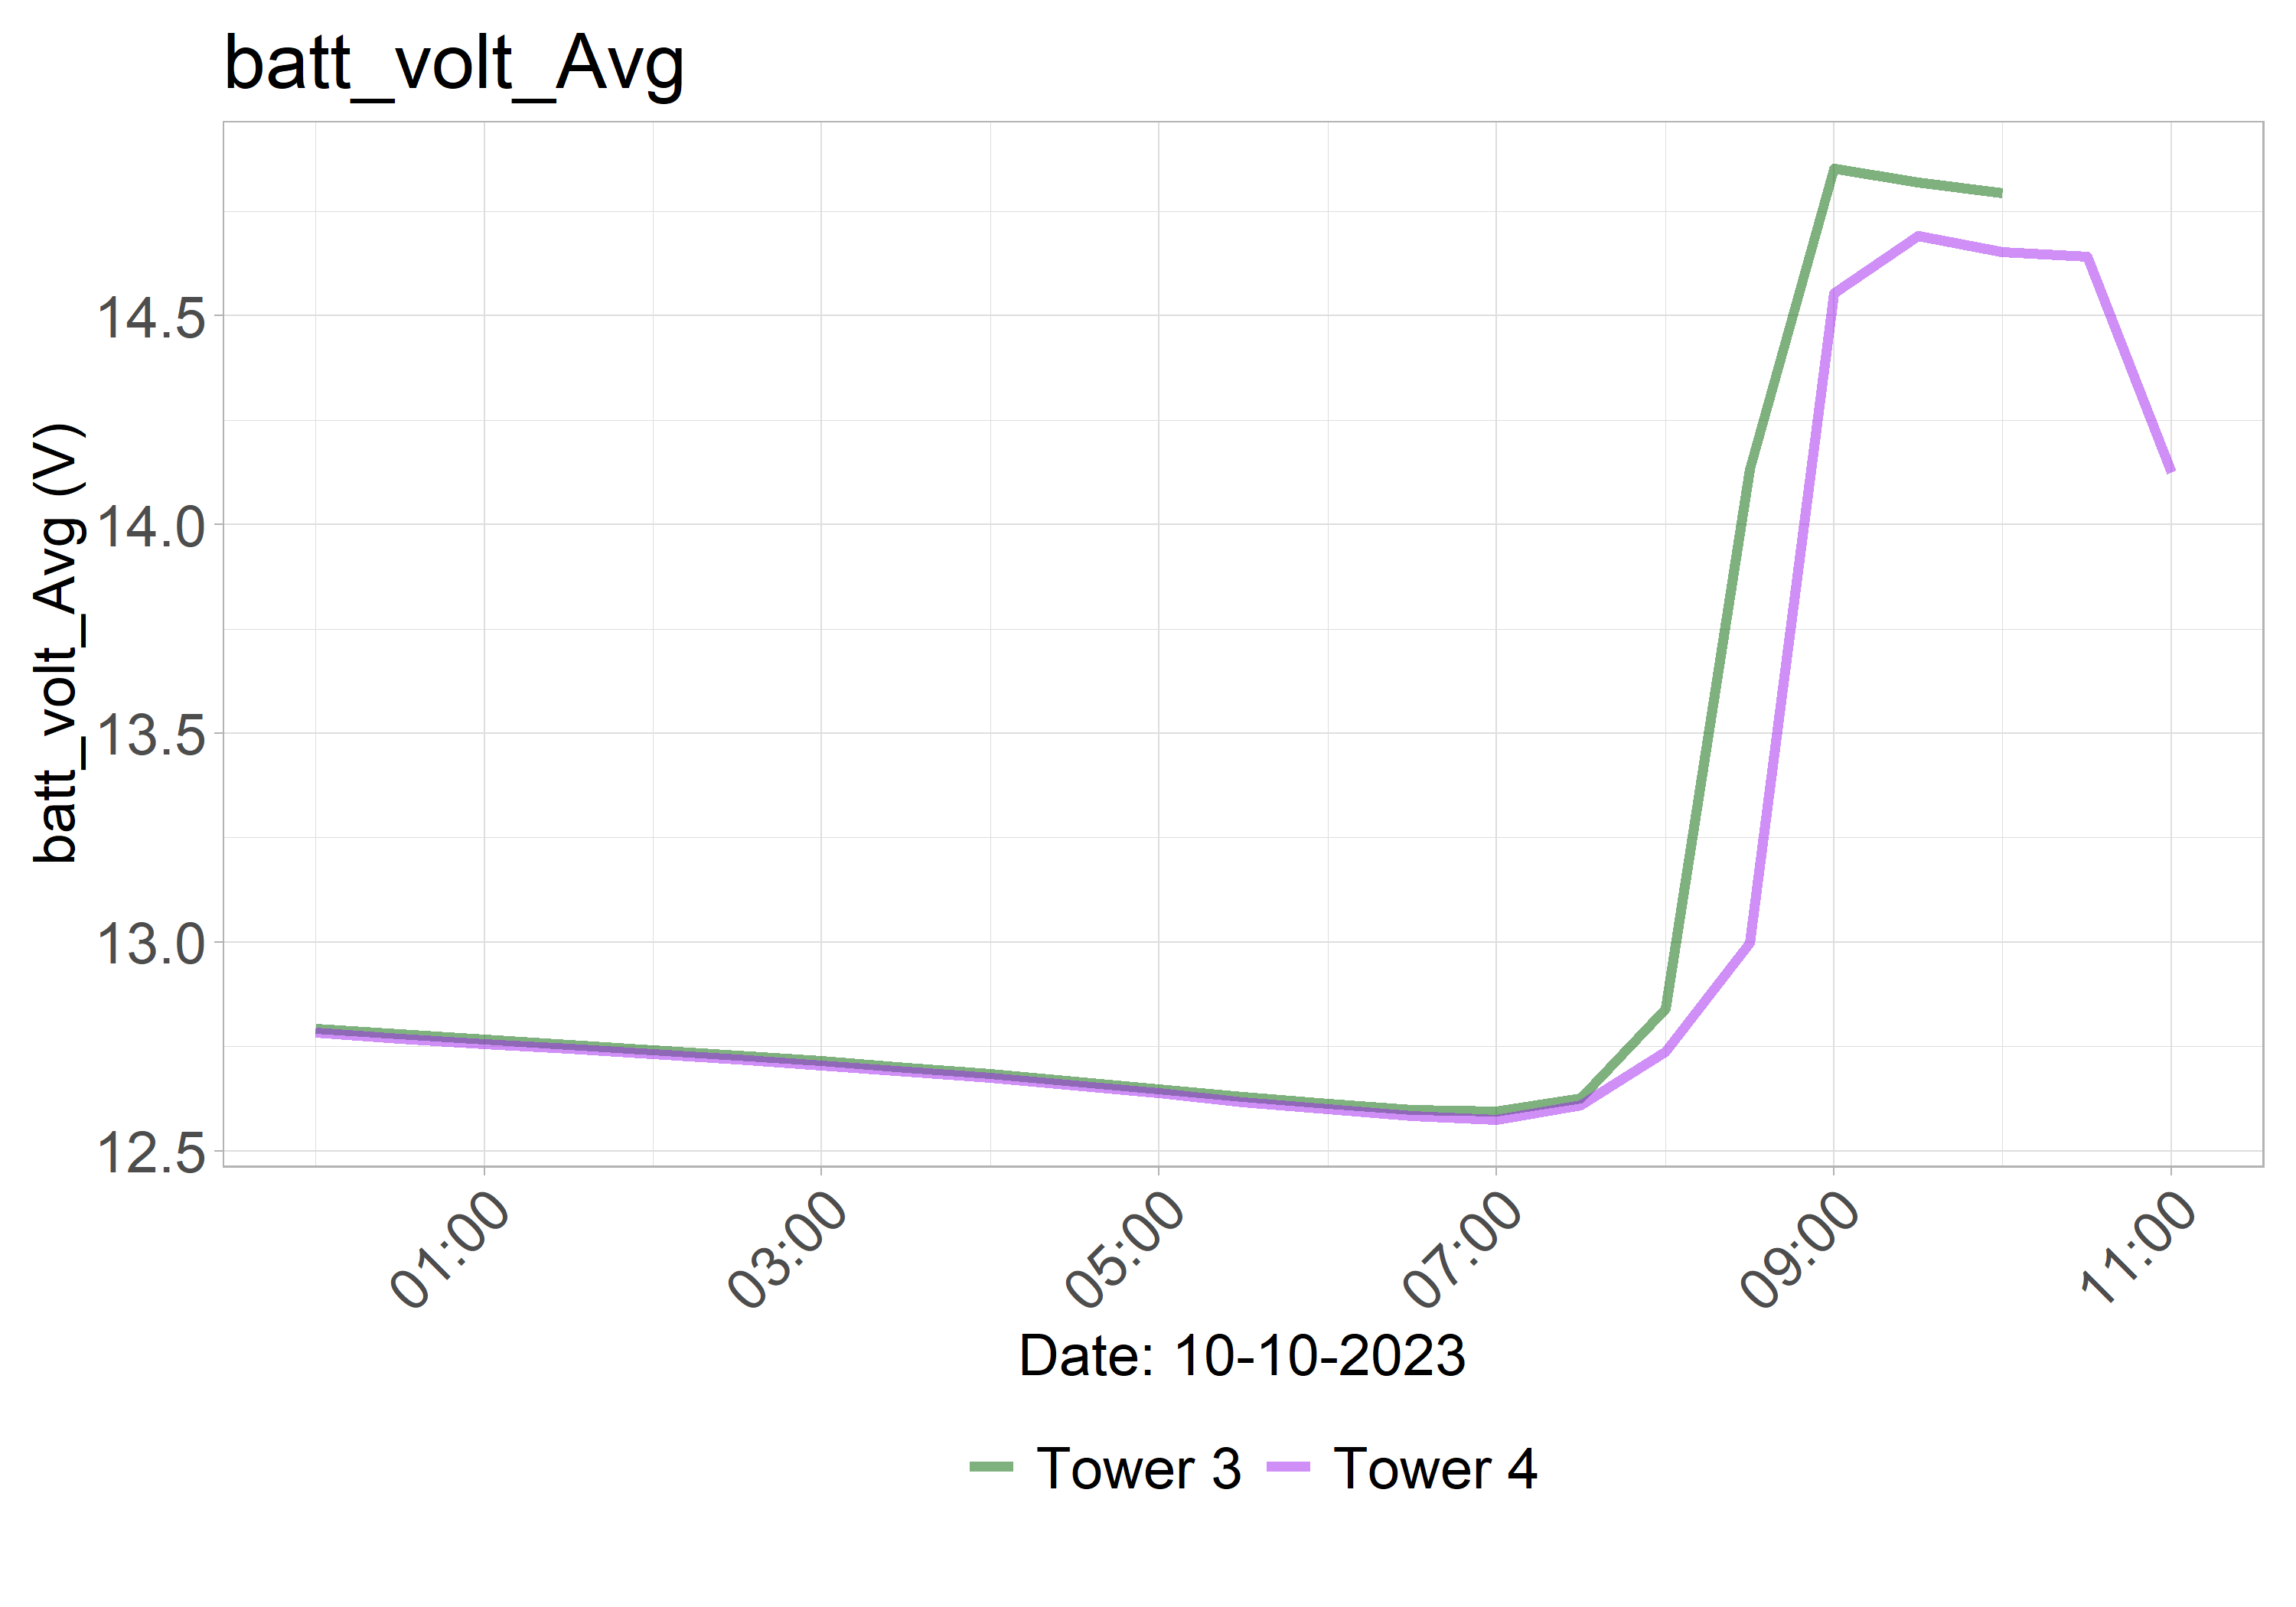 batt_volt_Avg
batt_volt_Avg (V)
14.5
14.0
13.5
13.0
12.5
01:00
03:00
05:00
07:00
09:00
11:00
Date: 10-10-2023
Tower 3
Tower 4